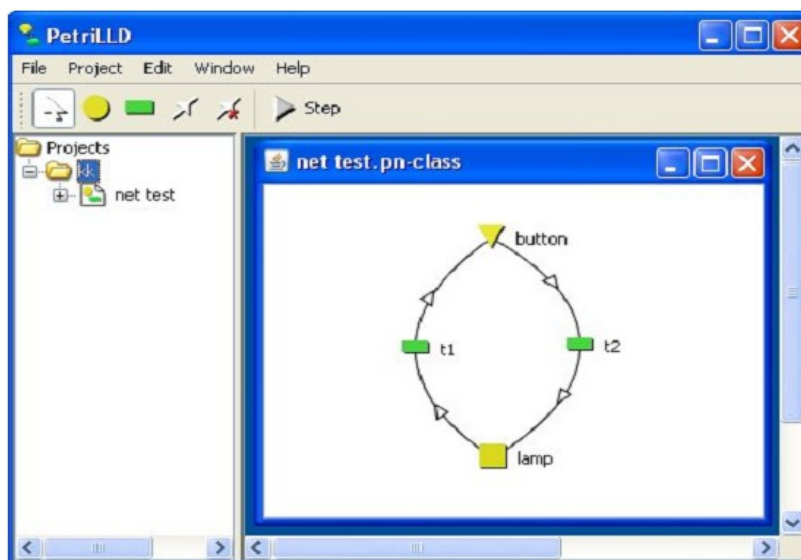 PetriLLD
File Project Edit Window Help
Step
Projects
kk
net test
net test.pn-class
button
t1
t2
lamp